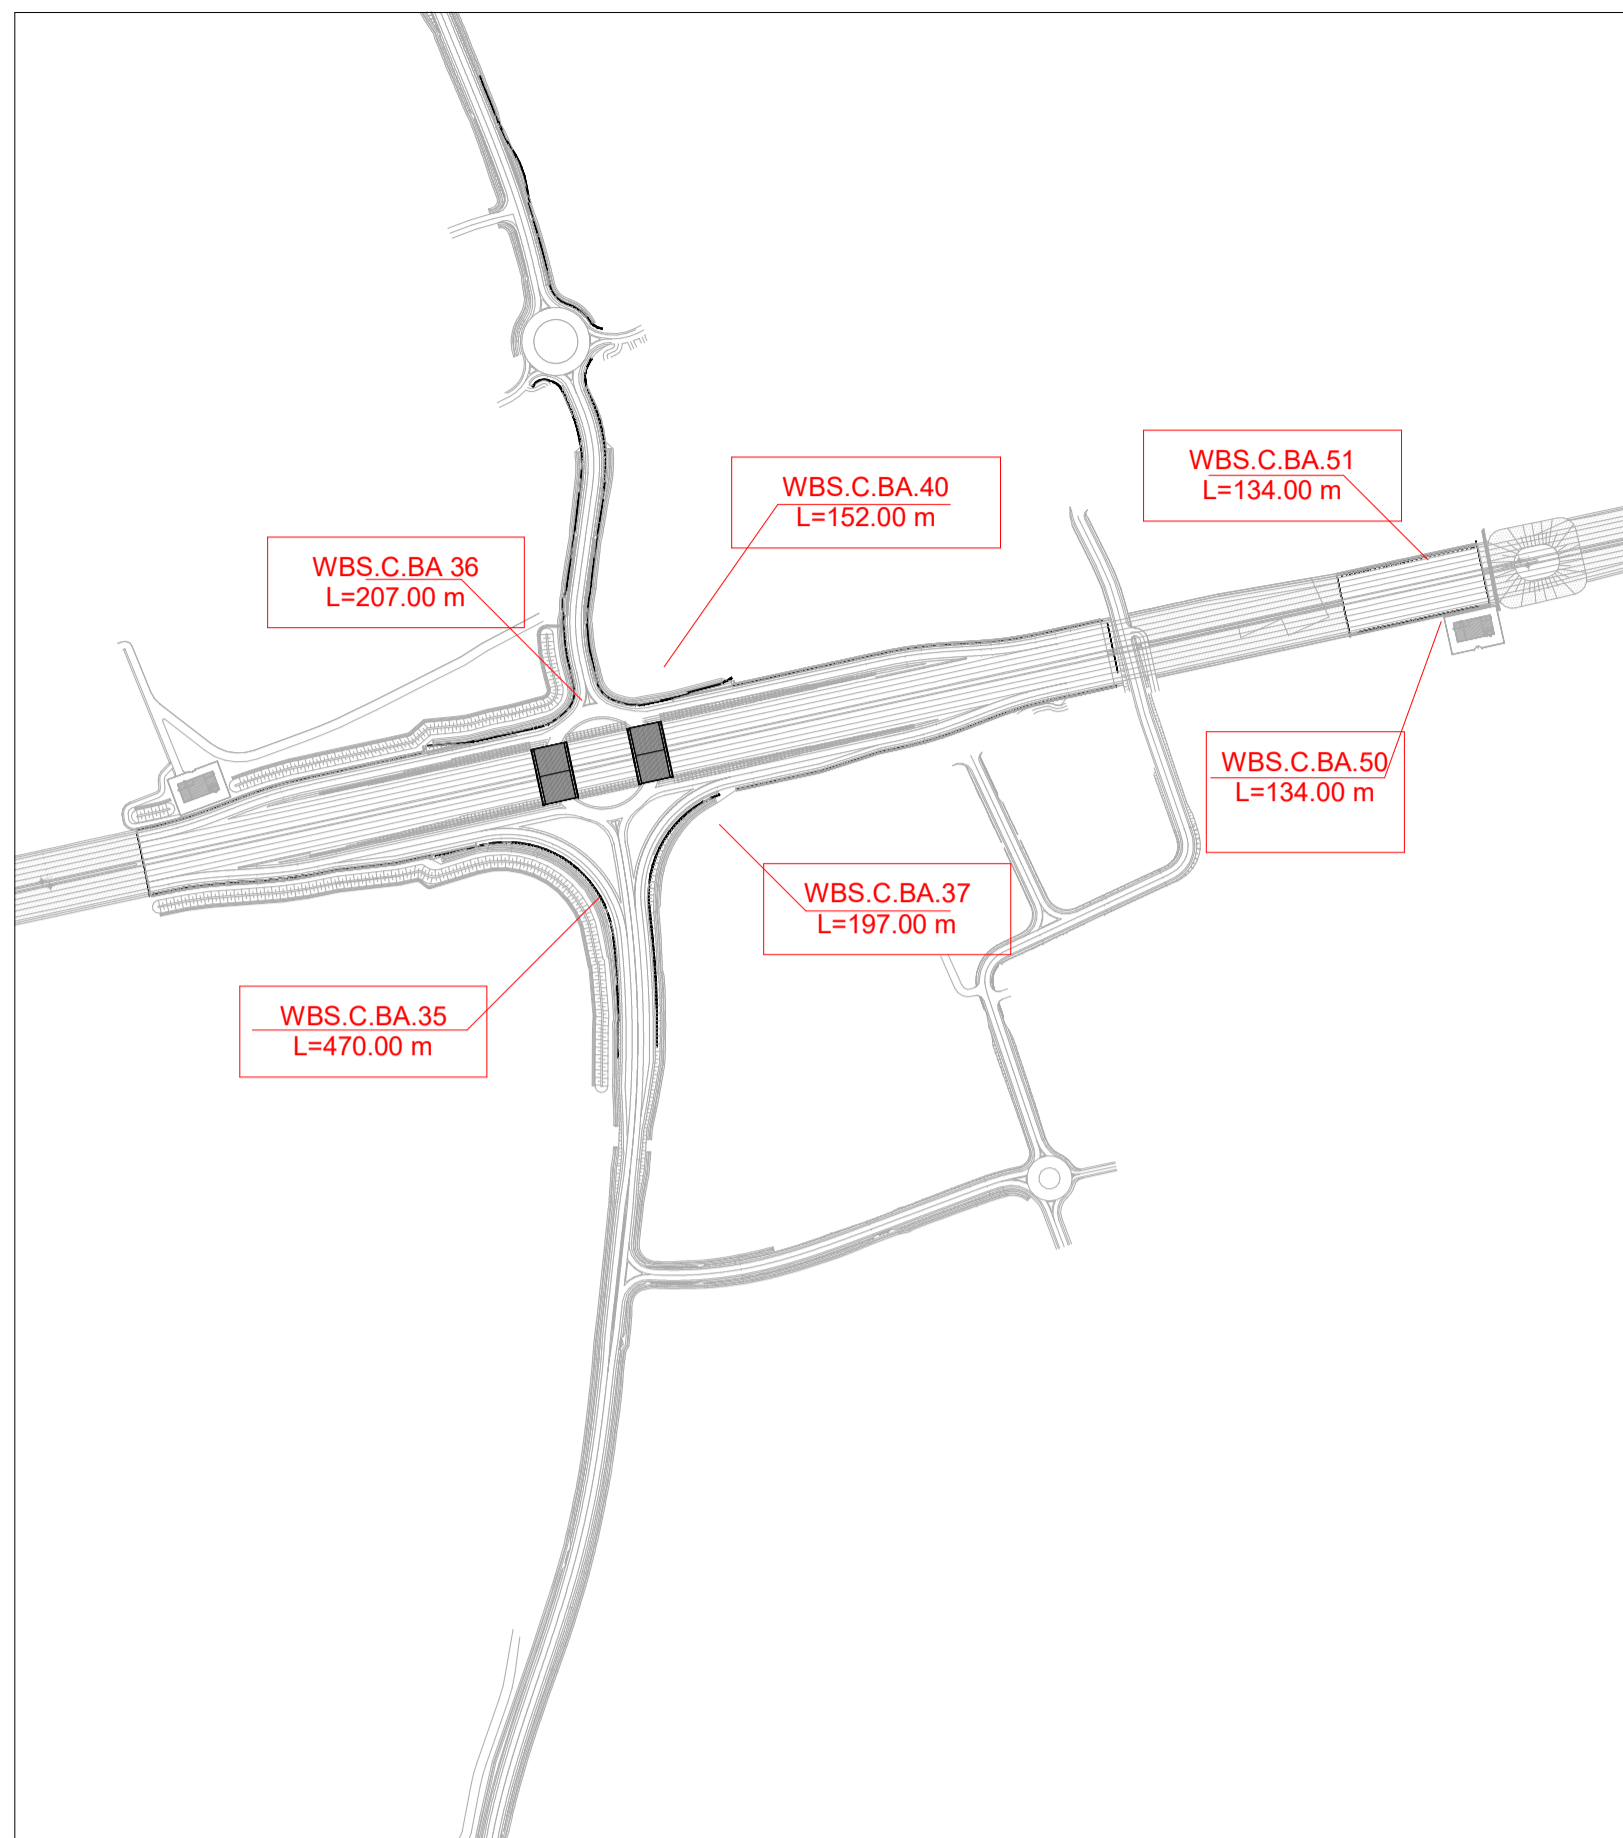 WBS.C.BA.51
L=134.00 m
WBS.C.BA.40
L=152.00 m
WBS.C.BA 36
L=207.00 m
WBS.C.BA.50
L=134.00 m
WBS.C.BA.37
L=197.00 m
WBS.C.BA.35
L=470.00 m